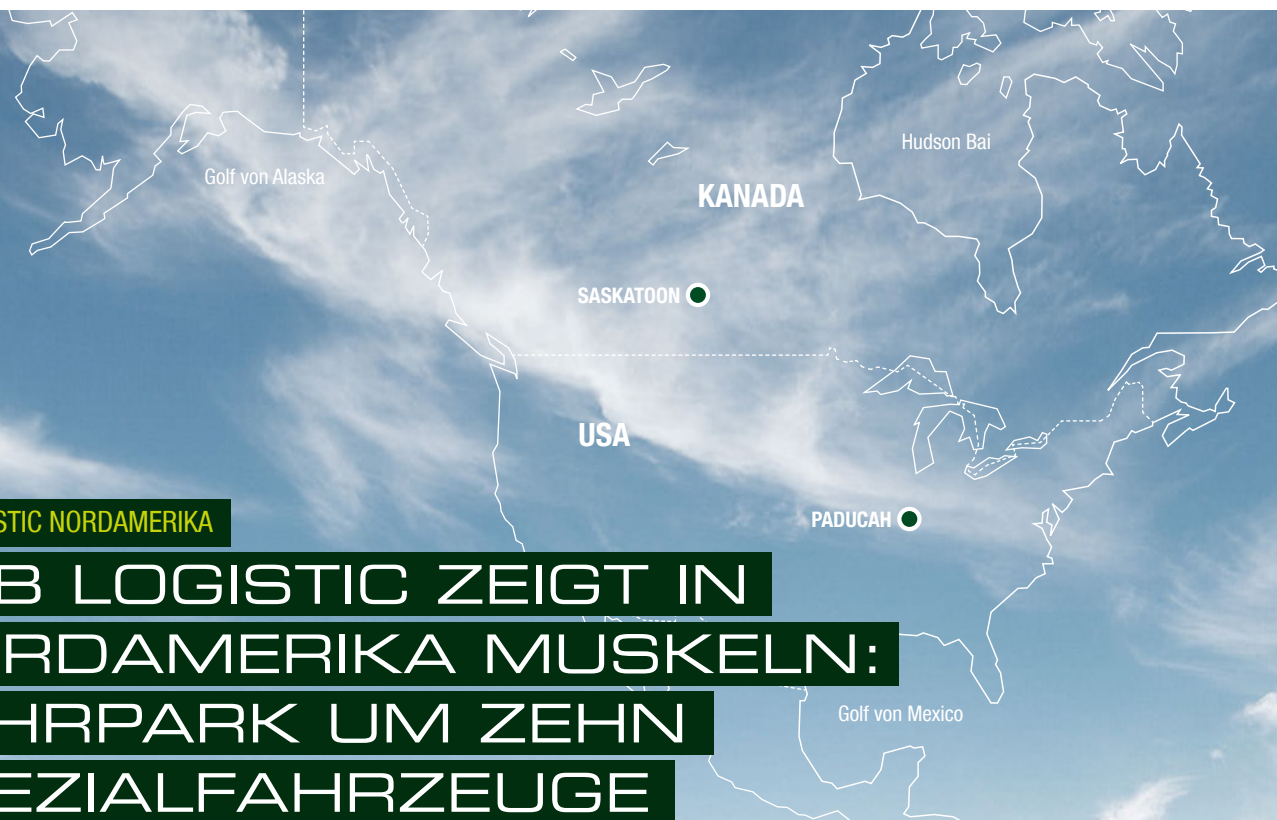 Hudson Bai
Golf von Alaska
KANADA
SASKATOON
USA
PADUCAH
STIC NORDAMERIKA
B LOGISTIC ZEIGT IN
RDAMERIKA MUSKELN:
HRPARK UM ZEHN
Golf von Mexico
EZIALFAHRZEUGE